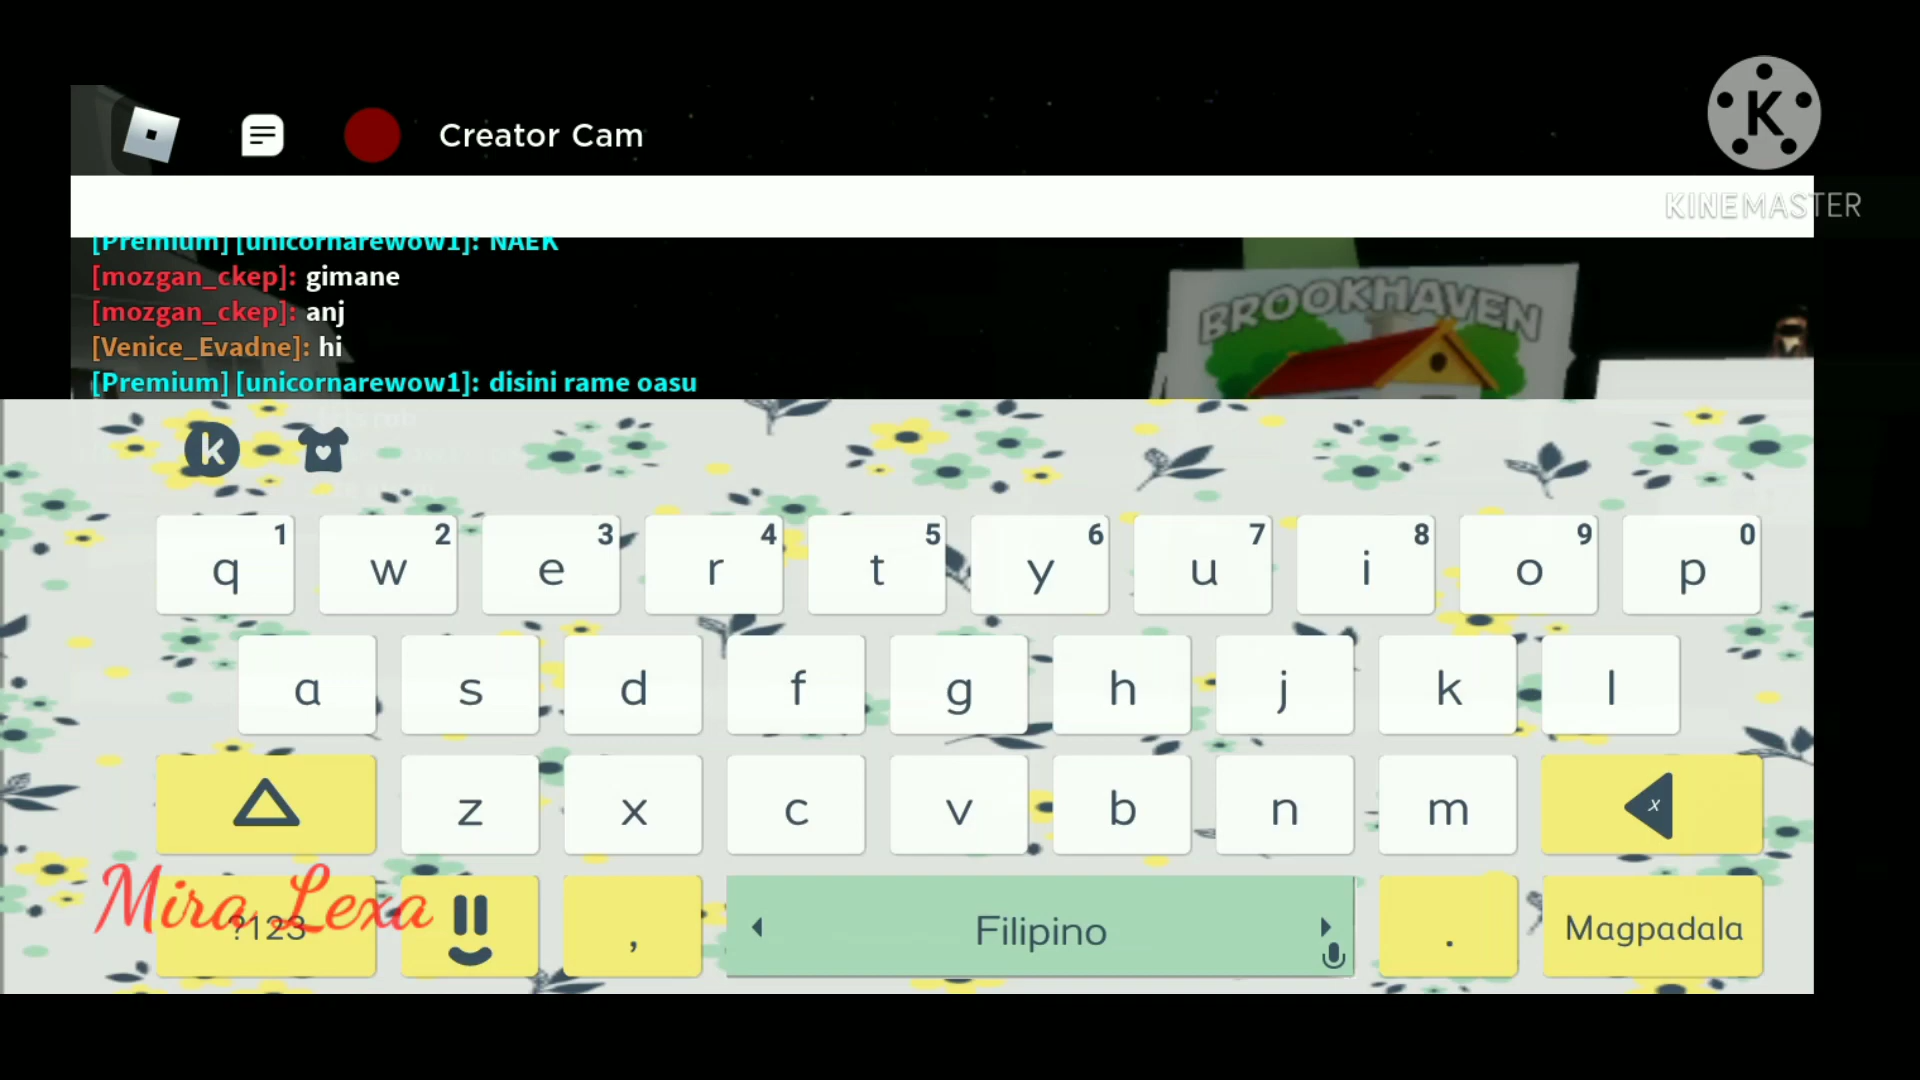 Creator Cam
K
KINEMASTER
[Premium] [unicornarewow1]: NAEK
[mozgan_ckep]: gimane
[mozgan_ckep]: anj
[Venice_Evadne]: hi
[Premium] [unicornarewow1]: disini rame oasu
BROOKHAVEN
k
q 1 w 2 e 3 r 4 t 5 y 6 u 7 i 8 o 9 p 0
a s d f g h j k l
z x c v b n m x
Mira Lexa
?123 , Filipino . Magpadala